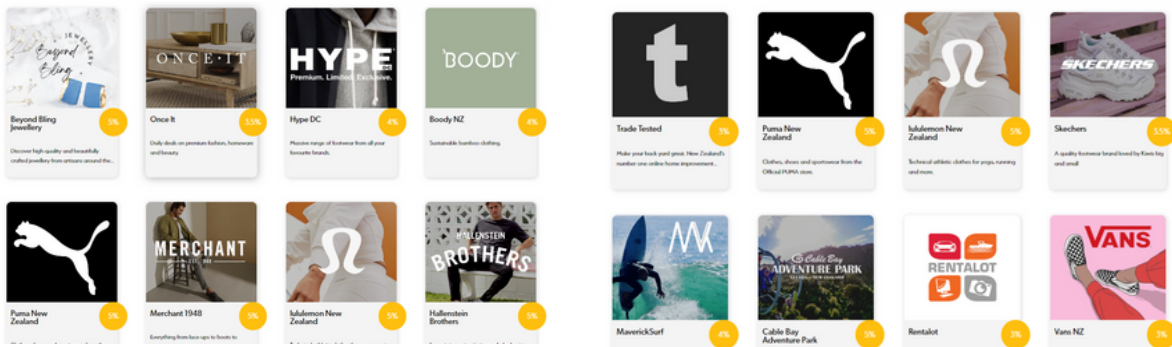 JEWELLERY
Beyond
Bling
Beyond Bling
Jewellery
5%
Discover high-quality and beautifully
crafted jewellery from artisans around the...
ONCE·IT
Once It
3.5%
Daily deals on premium fashion, homeware
and beauty.
HYPE DC
Premium. Limited. Exclusive.
Hype DC
4%
Massive range of footwear from all your
favourite brands.
BOODY
Boody NZ
4%
Sustainable bamboo clothing.
Puma New
Zealand
5%
MERCHANT
EST. 1948
Merchant 1948
5%
Everything from lace-ups to boots to
lululemon New
Zealand
5%
HALLENSTEIN
BROTHERS
Hallenstein
Brothers
5%
t
Trade Tested
3%
Make your back yard great. New Zealand's
number one online home improvement...
Puma New
Zealand
5%
Clothes, shoes and sportswear from the
Official PUMA store.
lululemon New
Zealand
5%
Technical athletic clothes for yoga, running
and more.
SKECHERS
Skechers
5.5%
A quality footwear brand loved by Kiwis big
and small
MaverickSurf
4%
Cable Bay
ADVENTURE PARK
Cable Bay
Adventure Park
5%
RENTALOT
Rentalot
3%
VANS
Vans NZ
3%